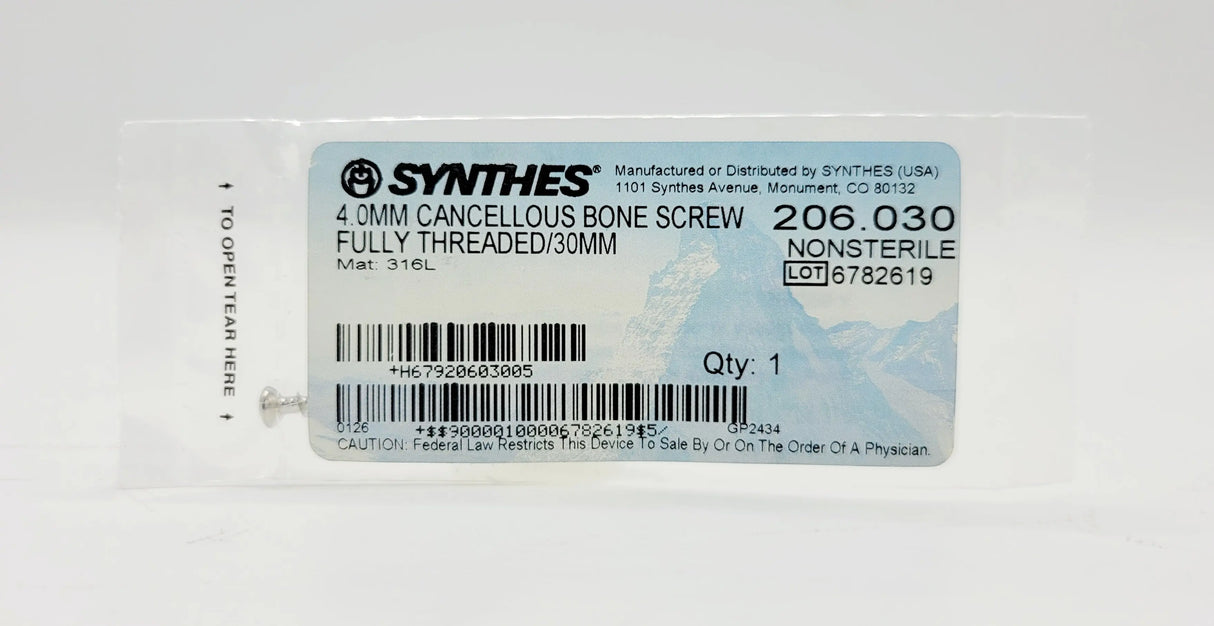 TO OPEN TEAR HERE
SYNTHES® Manufactured or Distributed by SYNTHES (USA)
1101 Synthes Avenue, Monument, CO 80132
4.0MM CANCELLOUS BONE SCREW 206.030
FULLY THREADED/30MM NONSTERILE
Mat: 316L LOT 6782619
Qty: 1
+H67920603005
0126 +$$90000100006782619$5/ GP2434
CAUTION: Federal Law Restricts This Device To Sale By Or On The Order Of A Physician.